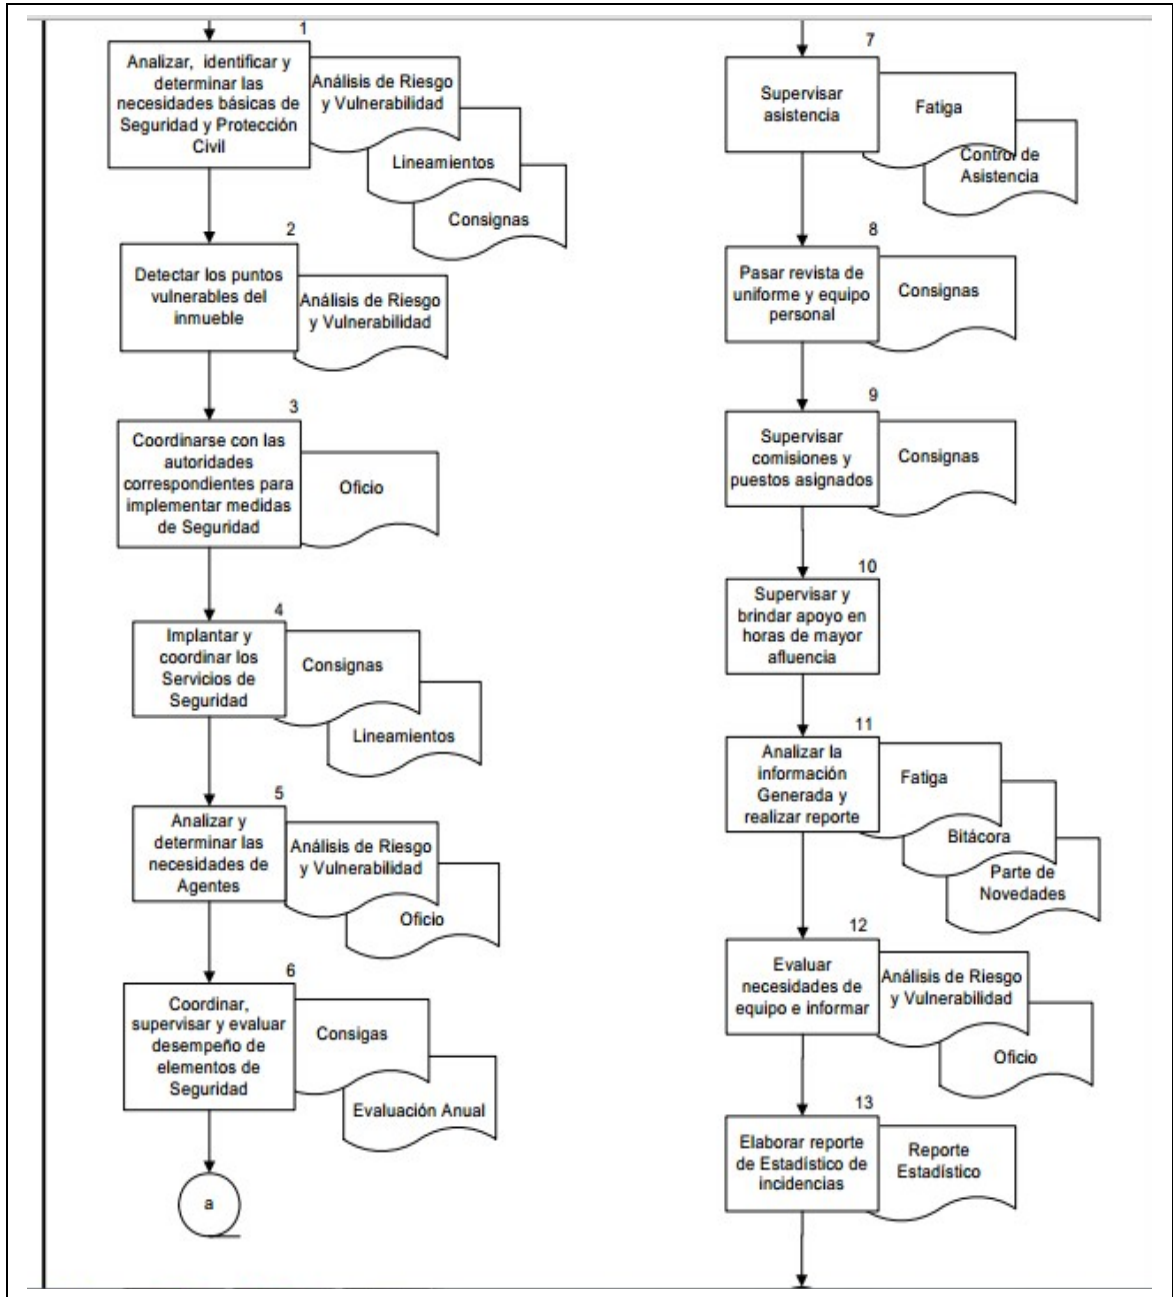 1
Analizar, identificar y
determinar las
necesidades básicas de
Seguridad y Protección
Civil
Análisis de Riesgo
y Vulnerabilidad
Lineamientos
Consignas
2
Detectar los puntos
vulnerables del
inmueble
Análisis de Riesgo
y Vulnerabilidad
3
Coordinarse con las
autoridades
correspondientes para
implementar medidas
de Seguridad
Oficio
4
Implantar y
coordinar los
Servicios de
Seguridad
Consignas
Lineamientos
5
Analizar y
determinar las
necesidades de
Agentes
Análisis de Riesgo
y Vulnerabilidad
Oficio
6
Coordinar,
supervisar y evaluar
desempeño de
elementos de
Seguridad
Consigas
Evaluación Anual
a
7
Supervisar
asistencia
Fatiga
Control de
Asistencia
8
Pasar revista de
uniforme y equipo
personal
Consignas
9
Supervisar
comisiones y
puestos asignados
Consignas
10
Supervisar y
brindar apoyo en
horas de mayor
afluencia
11
Analizar la
información
Generada y
realizar reporte
Fatiga
Bitácora
Parte de
Novedades
12
Evaluar
necesidades de
equipo e informar
Análisis de Riesgo
y Vulnerabilidad
Oficio
13
Elaborar reporte
de Estadístico de
incidencias
Reporte
Estadístico